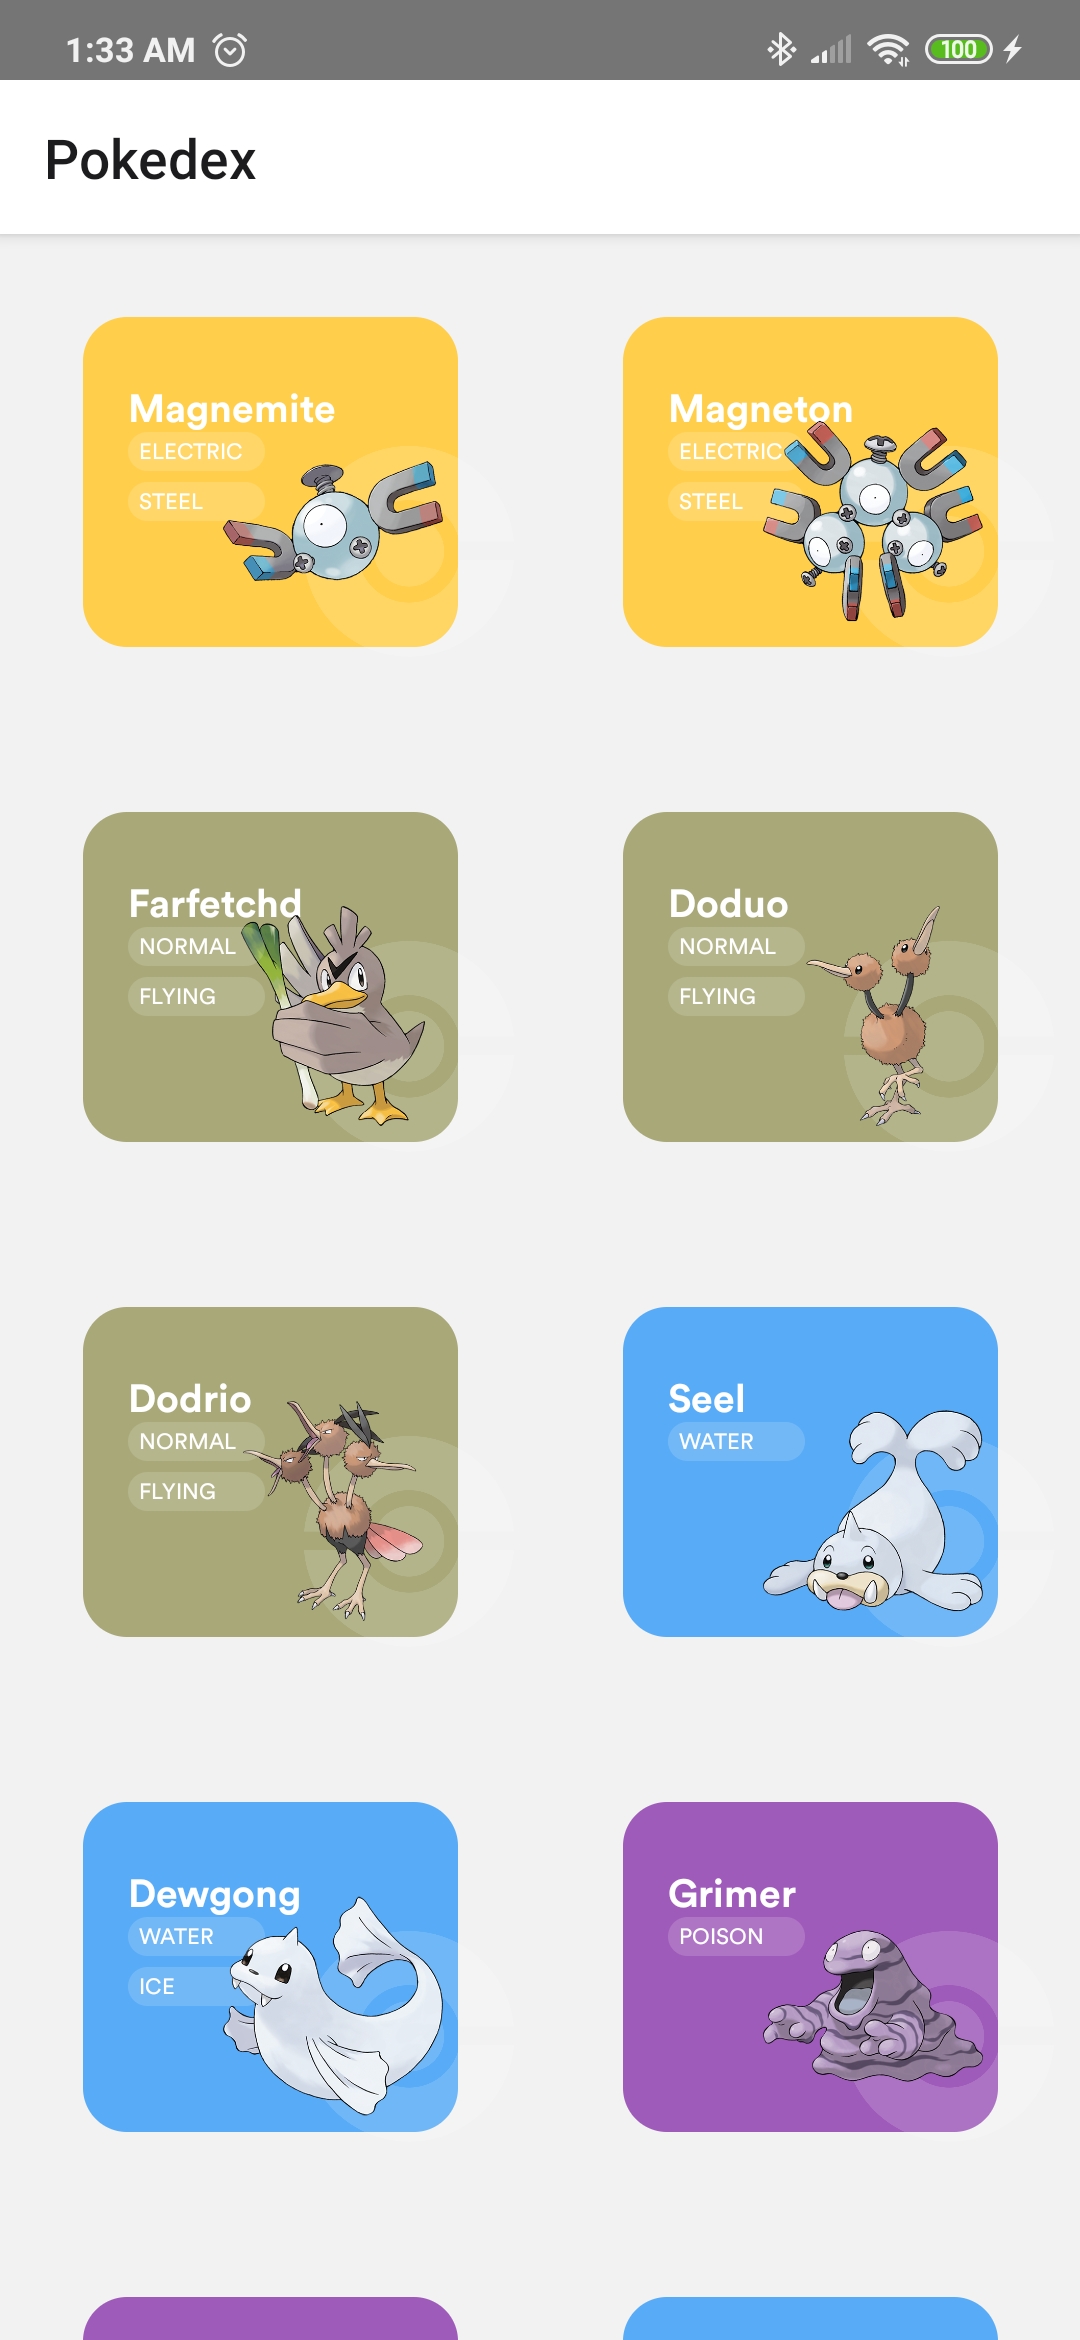 1:33 AM
100
Pokedex
Magnemite
ELECTRIC
STEEL
Magneton
ELECTRIC
STEEL
Farfetchd
NORMAL
FLYING
Doduo
NORMAL
FLYING
Dodrio
NORMAL
FLYING
Seel
WATER
Dewgong
WATER
ICE
Grimer
POISON